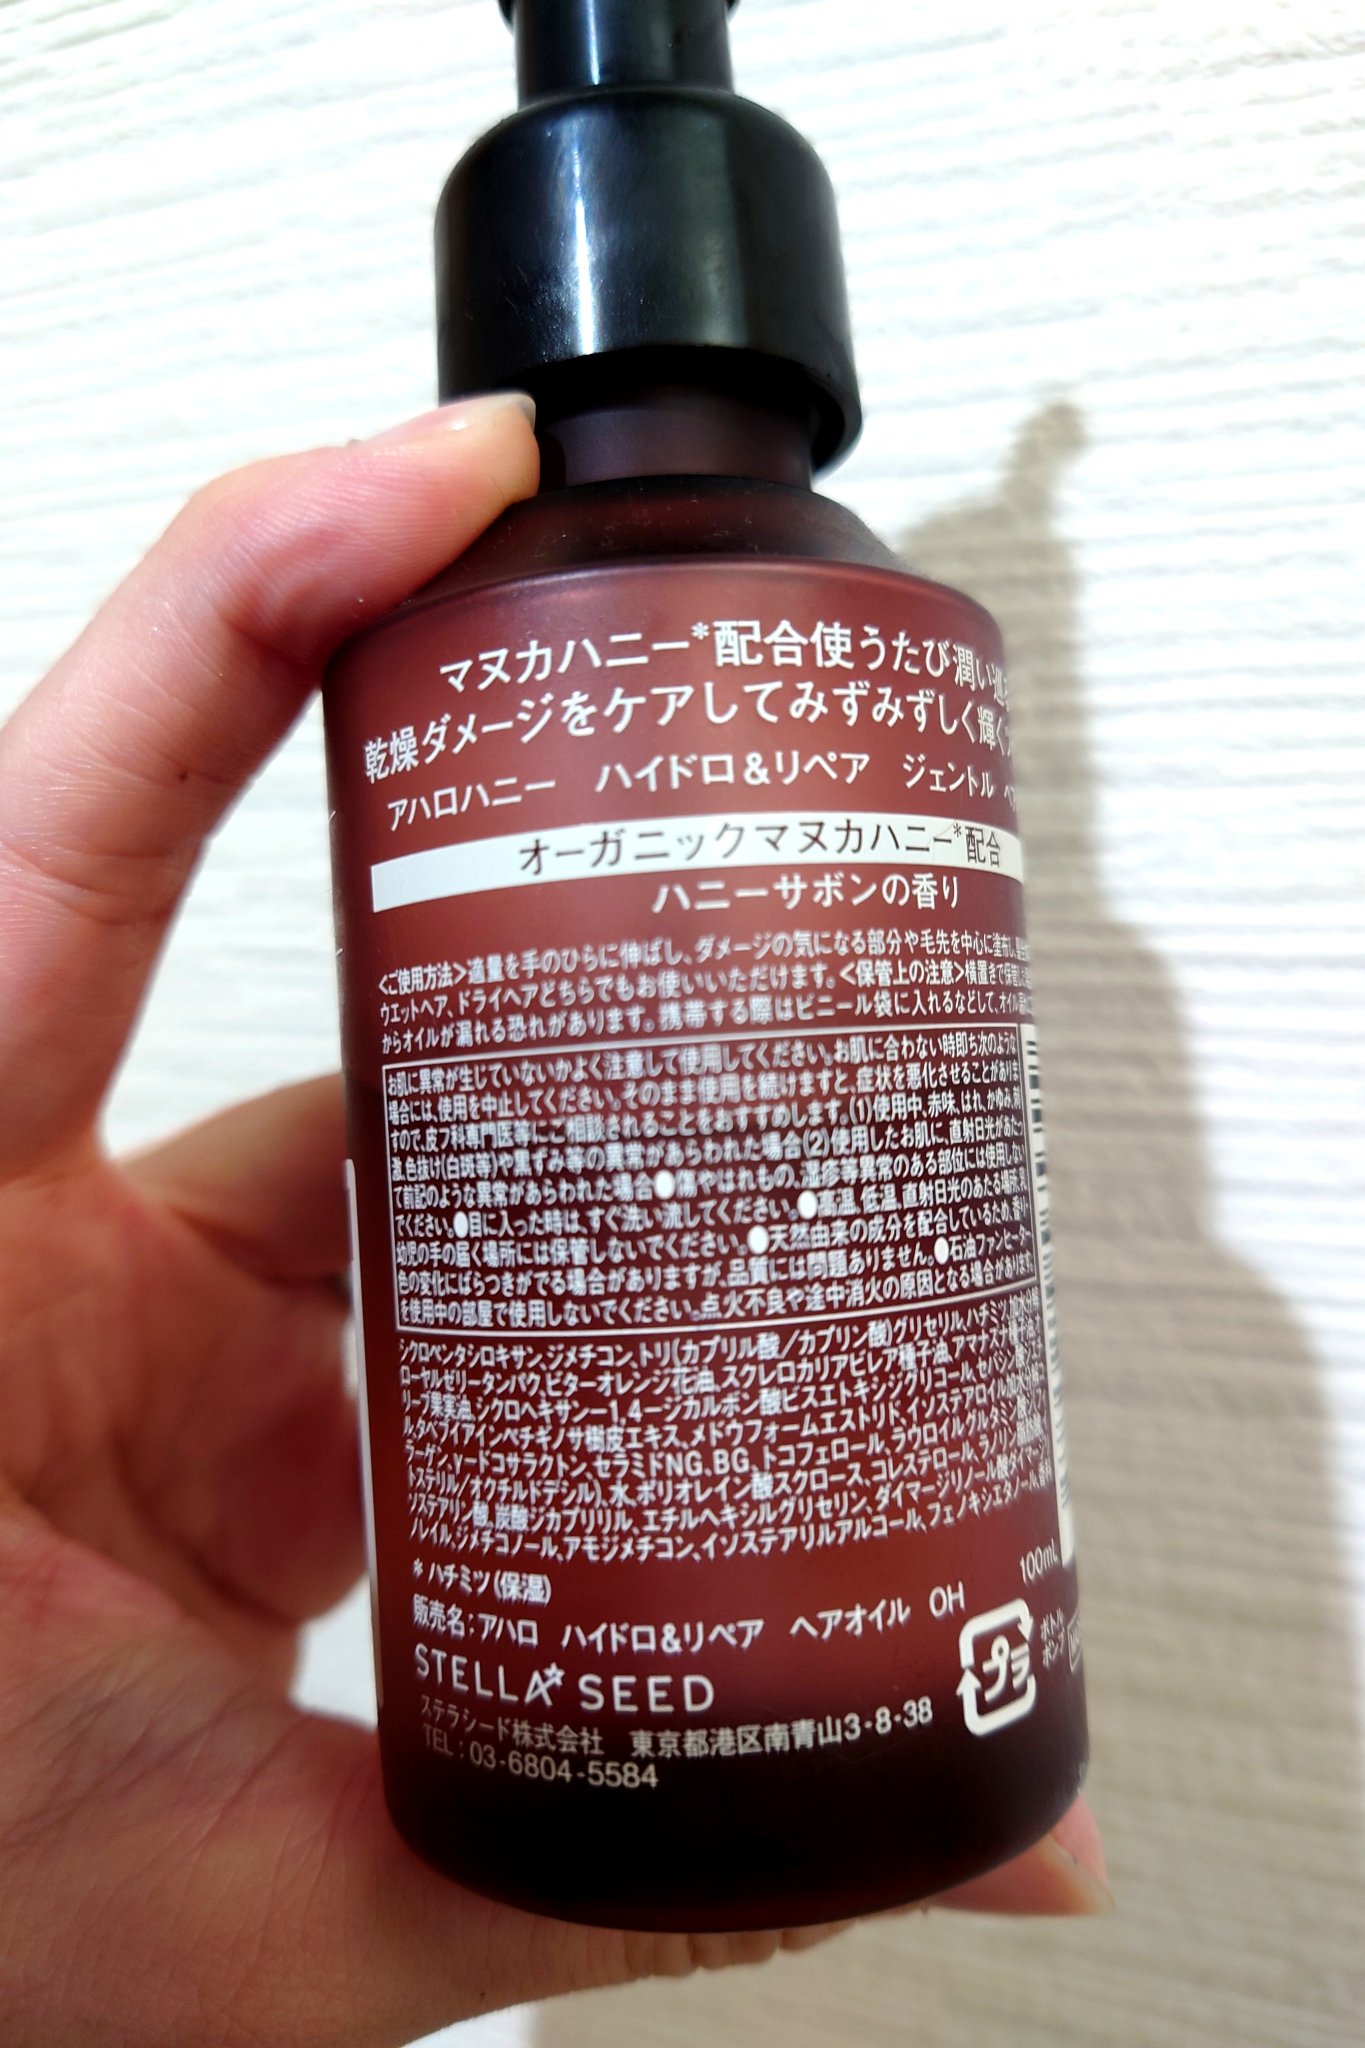 マヌカハニー*配合使うたび潤い
乾燥ダメージをケアしてみずみずしく輝く
アハロハニー ハイドロ&リペア ジェントル
オーガニックマヌカハニー*配合
ハニーサボンの香り
<ご使用方法>適量を手のひらに伸ばし、ダメージの気になる部分や毛先を中心に塗布し、
ウエットヘア、ドライヘアどちらでもお使いいただけます。<保管上の注意>横置きで保管
からオイルが漏れる恐れがあります。携帯する際はビニール袋に入れるなどして、オイル
お肌に異常が生じていないかよく注意して使用してください。お肌に合わない時即ち次のような
場合には、使用を中止してください。そのまま使用を続けますと、症状を悪化させることがありま
すので、皮フ科専門医等にご相談されることをおすすめします。(1)使用中、赤味、はれ、かゆみ、刺
激、色抜け(白斑等)や黒ずみ等の異常があらわれた場合(2)使用したお肌に、直射日光があたっ
て前記のような異常があらわれた場合●傷やはれもの、湿疹等異常のある部位には使用しない
でください。●目に入った時は、すぐ洗い流してください。●高温、低温、直射日光のあたる場所、乳
幼児の手の届く場所には保管しないでください。●天然由来の成分を配合しているため、香り・
色の変化にばらつきがでる場合がありますが、品質には問題ありません。●石油ファンヒーター
を使用中の部屋で使用しないでください。点火不良や途中消火の原因となる場合があります。
シクロペンタシロキサン、ジメチコン、トリ(カプリル酸/カプリン酸)グリセリル、ハチミツ、加水分解
ローヤルゼリータンパク、ビターオレンジ花油、スクレロカリアビレア種子油、アマナズナ種子油、オ
リーブ果実油、シクロヘキサン-1,4-ジカルボン酸ビスエトキシジグリコール、セバシン酸
ル、タベブイアインペチギノサ樹皮エキス、メドウフォームエストリド、イソステアロイル加水分解コ
ラーゲン、γ-ドコサラクトン、セラミドNG、BG、トコフェロール、ラウロイルグルタミン酸
トステリル/オクチルドデシル)、水、ポリオレイン酸スクロース、コレステロール、ラノリン脂肪酸
ソステアリン酸、炭酸ジカプリリル、エチルヘキシルグリセリン、ダイマージリノール酸ダイマージリ
ノレイル、ジメチコノール、アモジメチコン、イソステアリルアルコール、フェノキシエタノール、香料
* ハチミツ(保湿)
100mL
販売名:アハロ ハイドロ&リペア ヘアオイル OH
プラ
ボトル
ポンプ
STELLA SEED
ステラシード株式会社 東京都港区南青山3-8-38
TEL:03-6804-5584